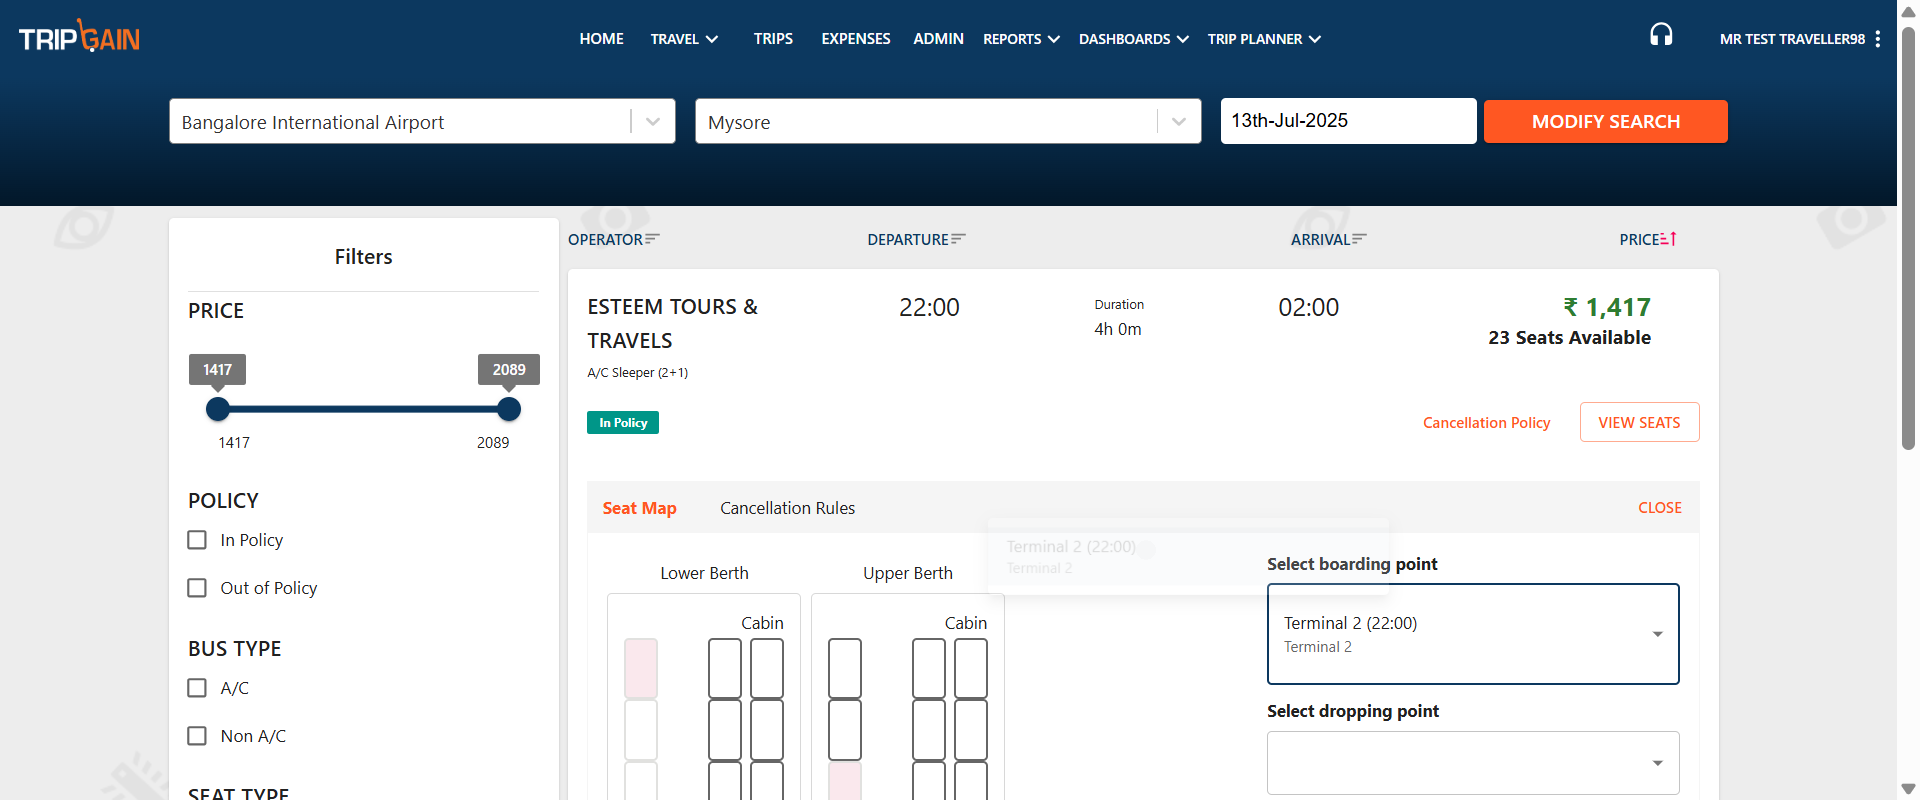 TRIPGAIN
HOME TRAVEL TRIPS EXPENSES ADMIN REPORTS DASHBOARDS TRIP PLANNER
MR TEST TRAVELLER98
Bangalore International Airport
Mysore
13th-Jul-2025
MODIFY SEARCH
Filters
PRICE
1417
2089
1417
2089
POLICY
In Policy
Out of Policy
BUS TYPE
A/C
Non A/C
SEAT TYPE
OPERATOR
DEPARTURE
ARRIVAL
PRICE
ESTEEM TOURS &
TRAVELS
A/C Sleeper (2+1)
22:00
Duration
4h 0m
02:00
₹ 1,417
23 Seats Available
In Policy
Cancellation Policy
VIEW SEATS
Seat Map
Cancellation Rules
CLOSE
Terminal 2 (22:00)
Terminal 2
Lower Berth
Upper Berth
Cabin
Cabin
Select boarding point
Terminal 2 (22:00)
Terminal 2
Select dropping point